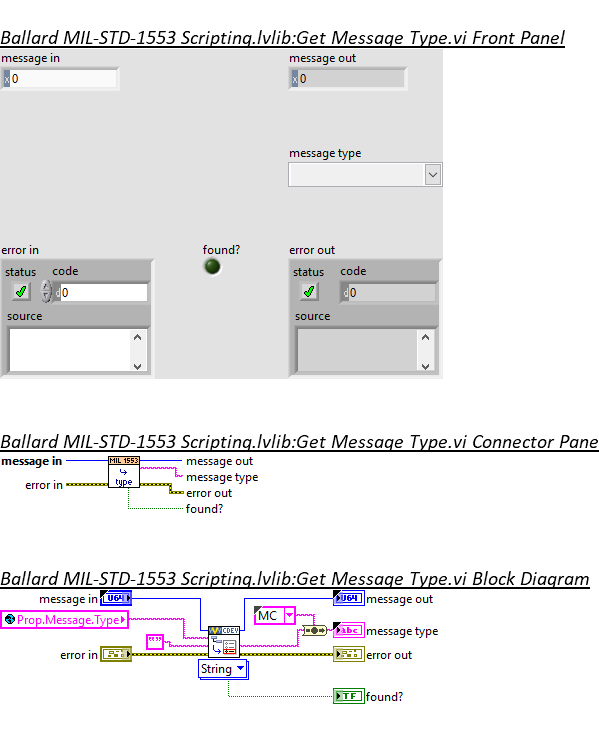 Ballard MIL-STD-1553 Scripting.lvlib:Get Message Type.vi Front Panel
message in
message out
x 0
x 0
message type
error in
found?
error out
status
code
status
code
d 0
d 0
source
source
Ballard MIL-STD-1553 Scripting.lvlib:Get Message Type.vi Connector Pane
message in
MIL 1553
message out
message type
error in
type
error out
found?
Ballard MIL-STD-1553 Scripting.lvlib:Get Message Type.vi Block Diagram
message in
U64
U64
message out
MC
Prop.Message.Type
CDEV
abc
message type
""
error in
error out
String
TF
found?